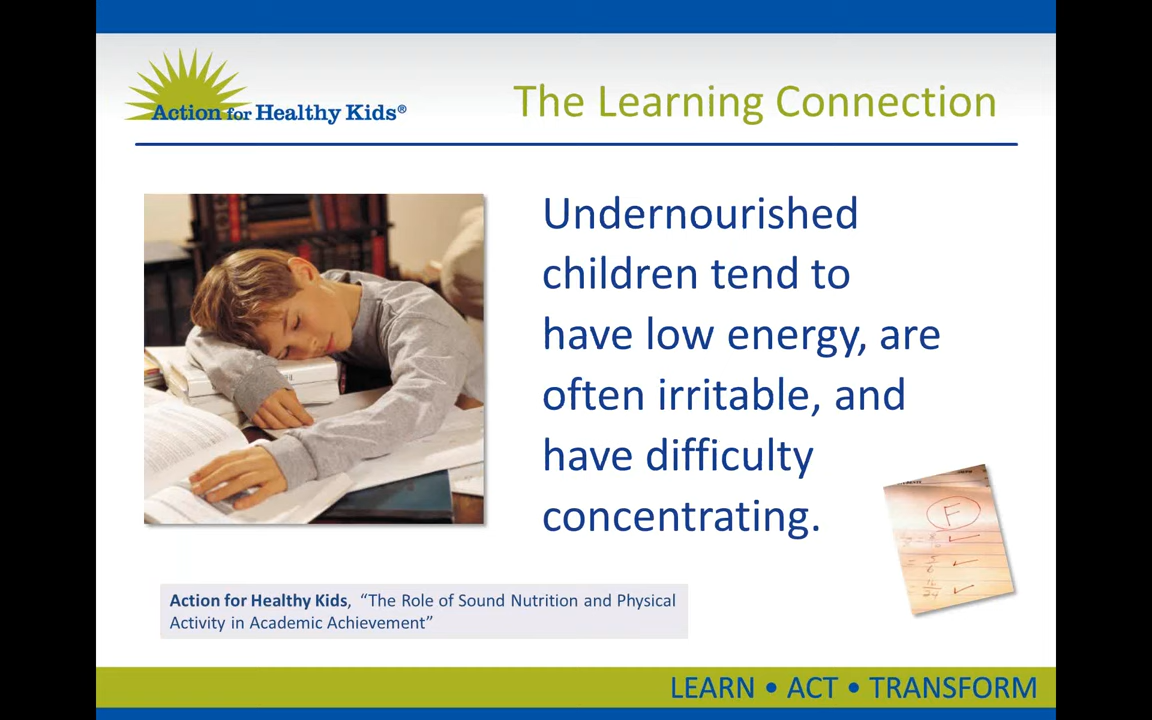 Action for Healthy Kids®
The Learning Connection
Undernourished
children tend to
have low energy, are
often irritable, and
have difficulty
concentrating.
F
Action for Healthy Kids, “The Role of Sound Nutrition and Physical
Activity in Academic Achievement”
LEARN • ACT • TRANSFORM